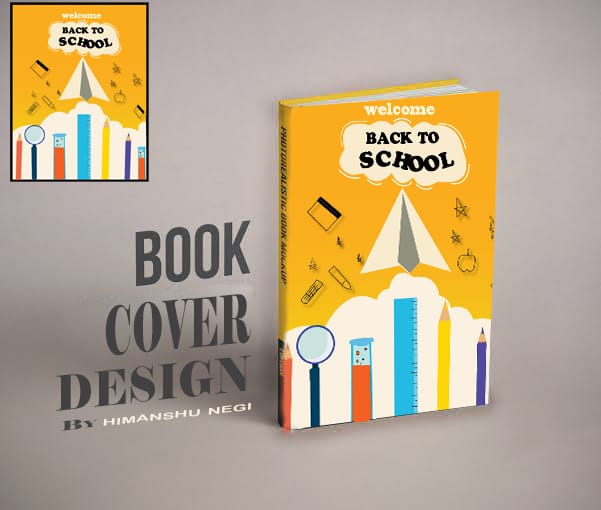 welcome
BACK TO
SCHOOL
welcome
BACK TO
SCHOOL
PHOTOREALISTIC BOOK MOCKUP
BOOK
COVER
DESIGN
BY HIMANSHU NEGI